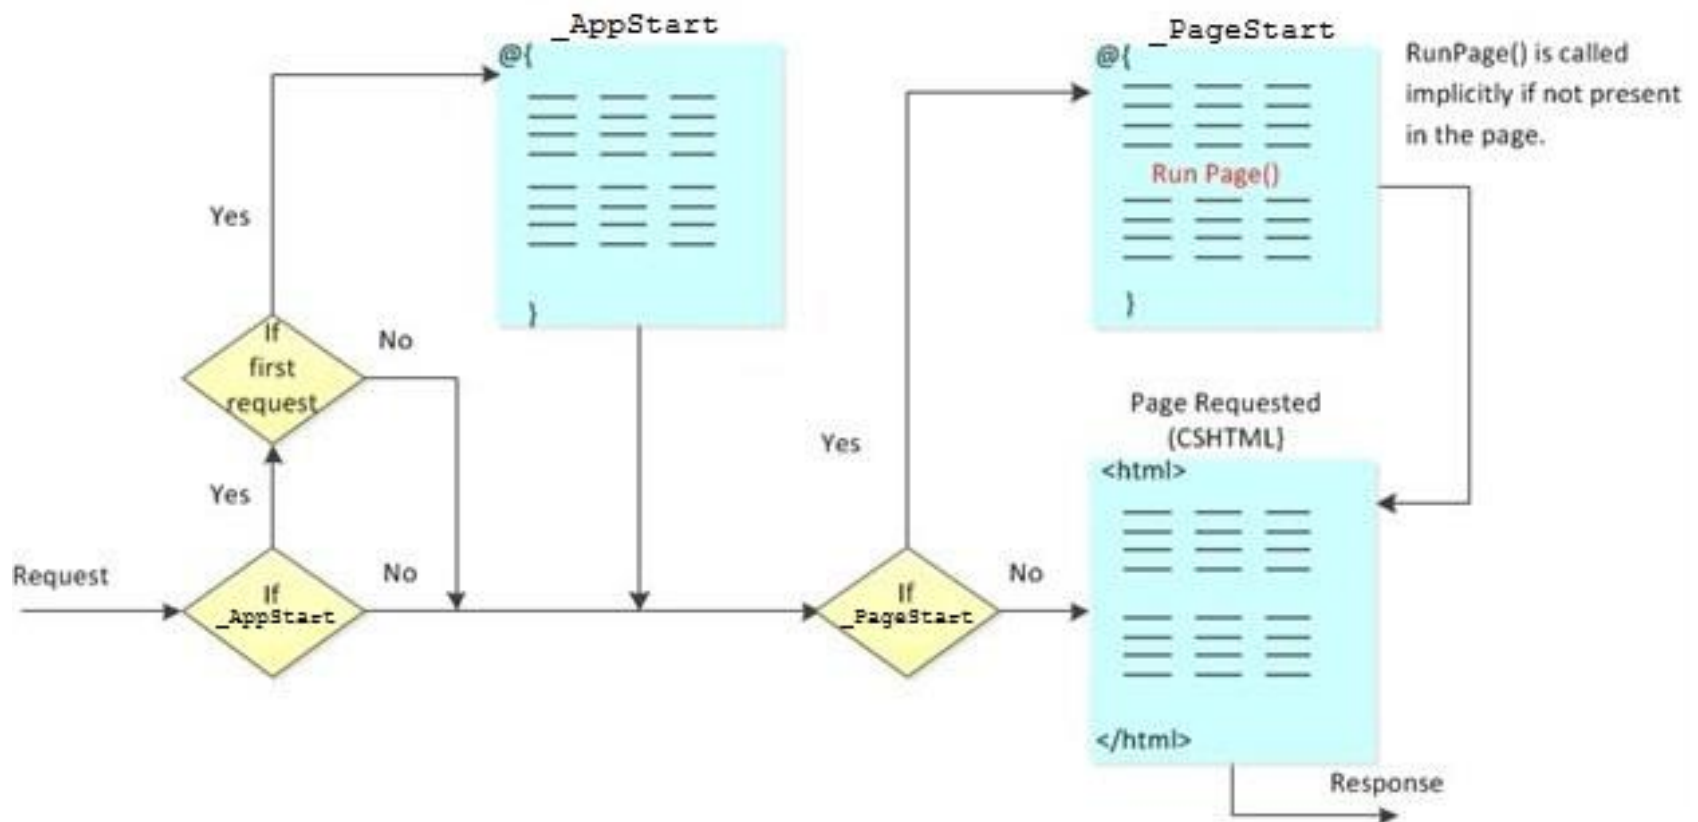 _AppStart
@{
}
_PageStart
@{
Run Page()
}
RunPage() is called
implicitly if not present
in the page.
Yes
If
first
request
No
Yes
Request
If
_AppStart
No
Yes
If
_PageStart
No
Page Requested
(CSHTML)
<html>
</html>
Response